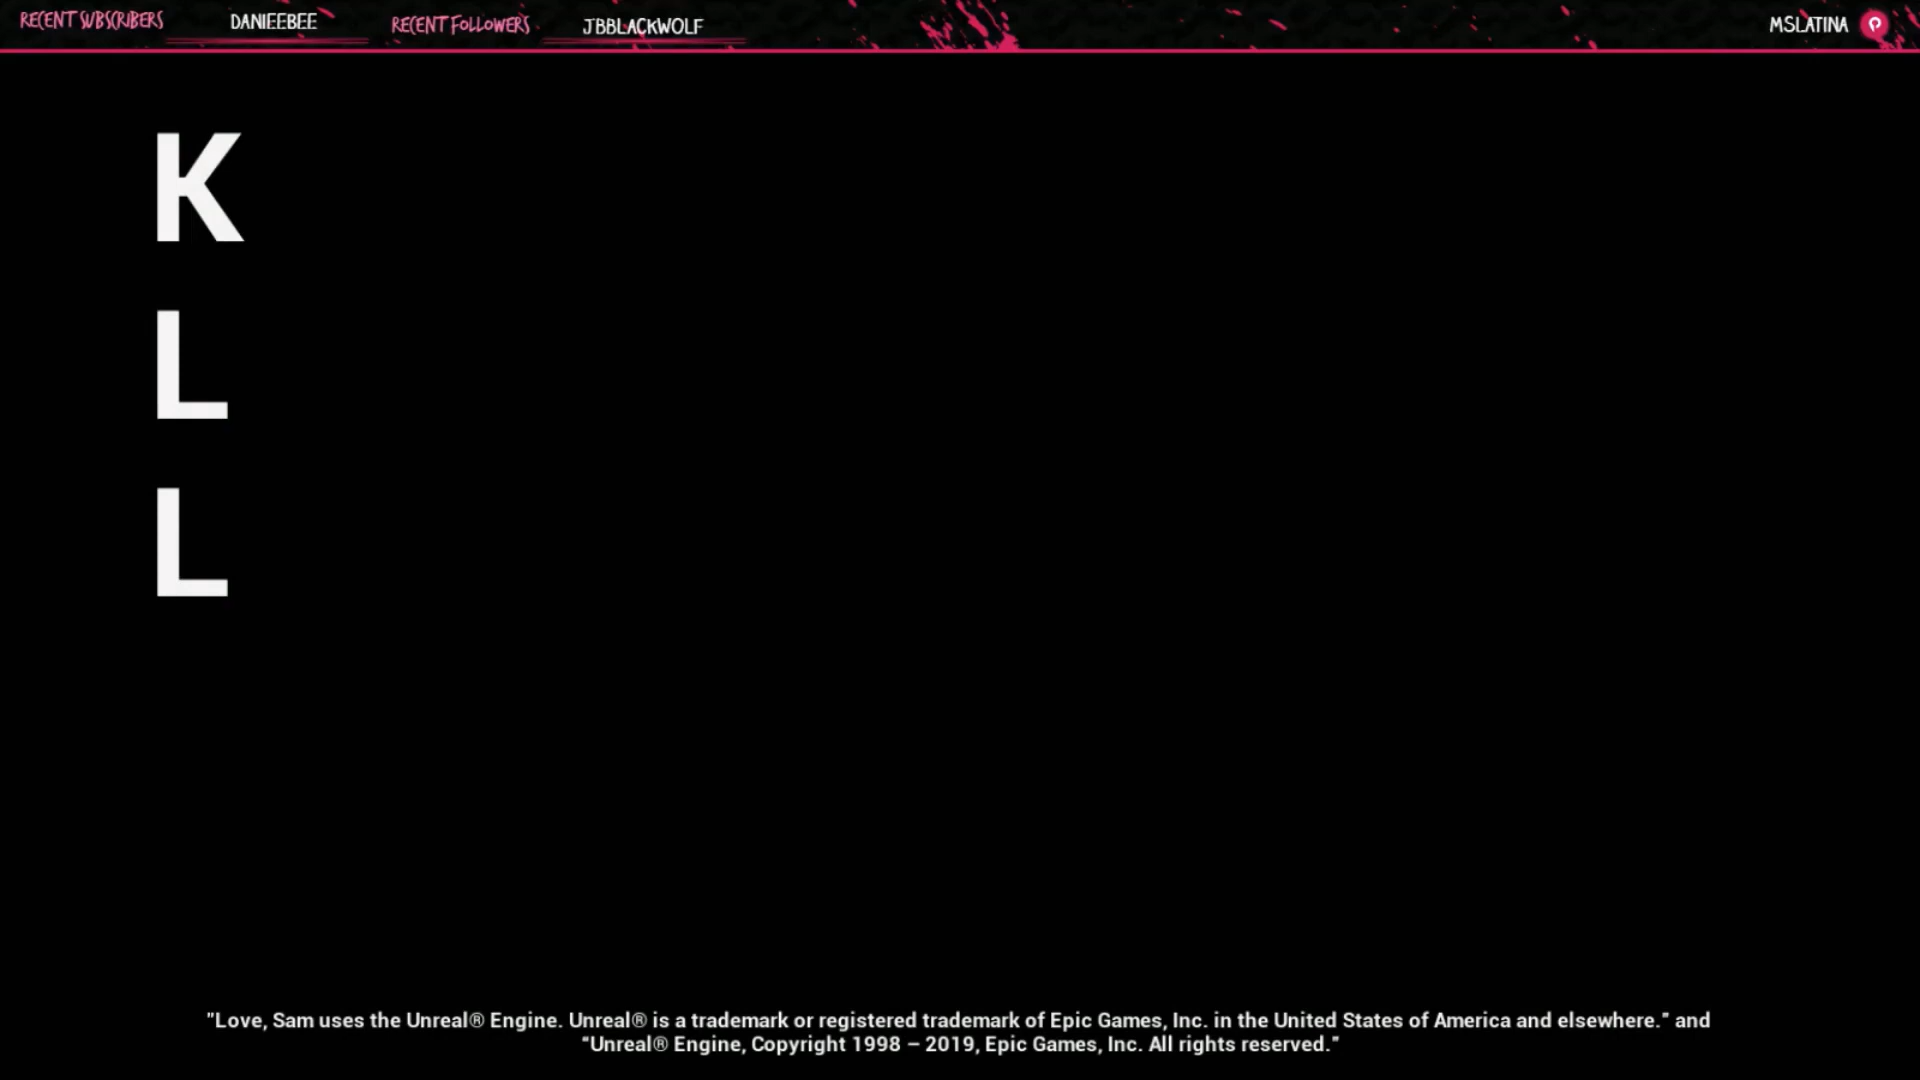 RECENT SUBSCRIBERS DANIEEBEE RECENT FOLLOWERS JBBLACKWOLF MSLATINA
K
L
L
"Love, Sam uses the Unreal® Engine. Unreal® is a trademark or registered trademark of Epic Games, Inc. in the United States of America and elsewhere.” and
“Unreal® Engine, Copyright 1998 – 2019, Epic Games, Inc. All rights reserved.”